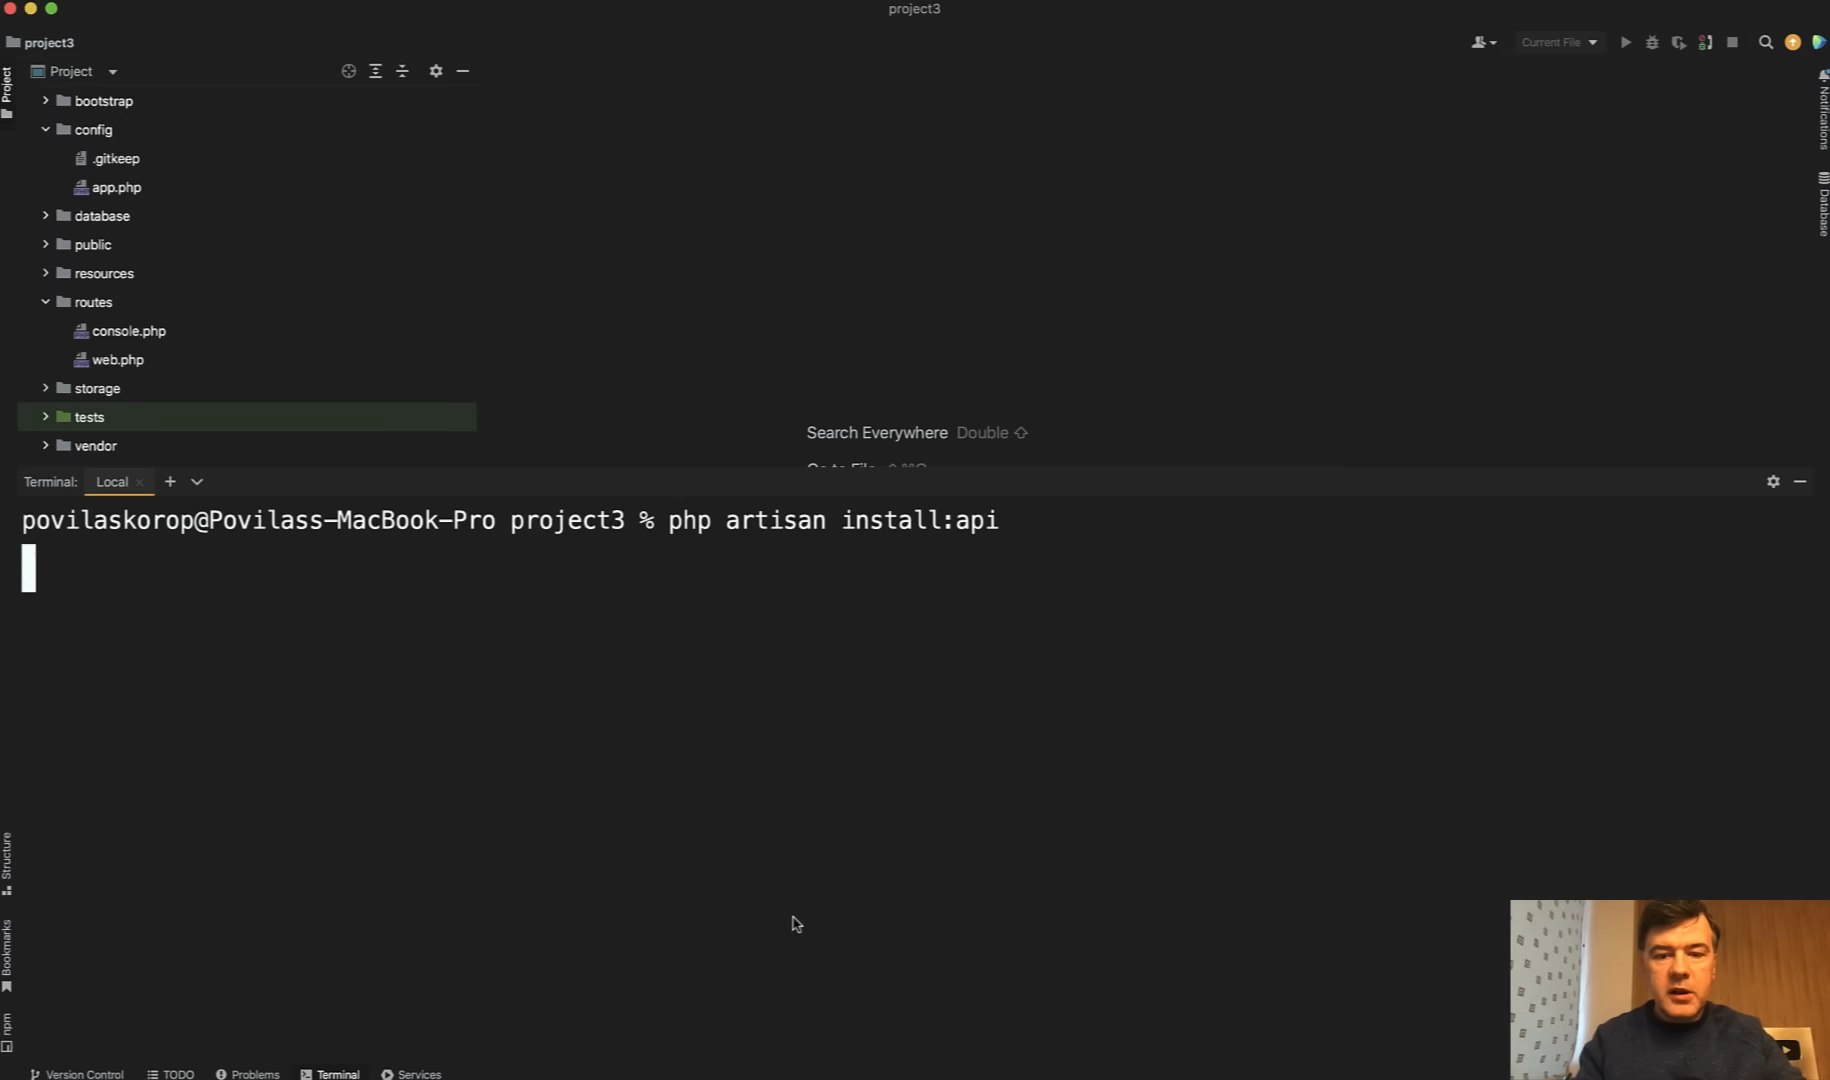 project3
project3
Current File
Project
Project
bootstrap
config
.gitkeep
app.php
database
public
resources
routes
console.php
web.php
storage
tests
vendor
Notifications
Database
Search Everywhere Double ⇧
Terminal: Local
povilaskorop@Povilass-MacBook-Pro project3 % php artisan install:api
Structure
Bookmarks
npm
Version Control TODO Problems Terminal Services